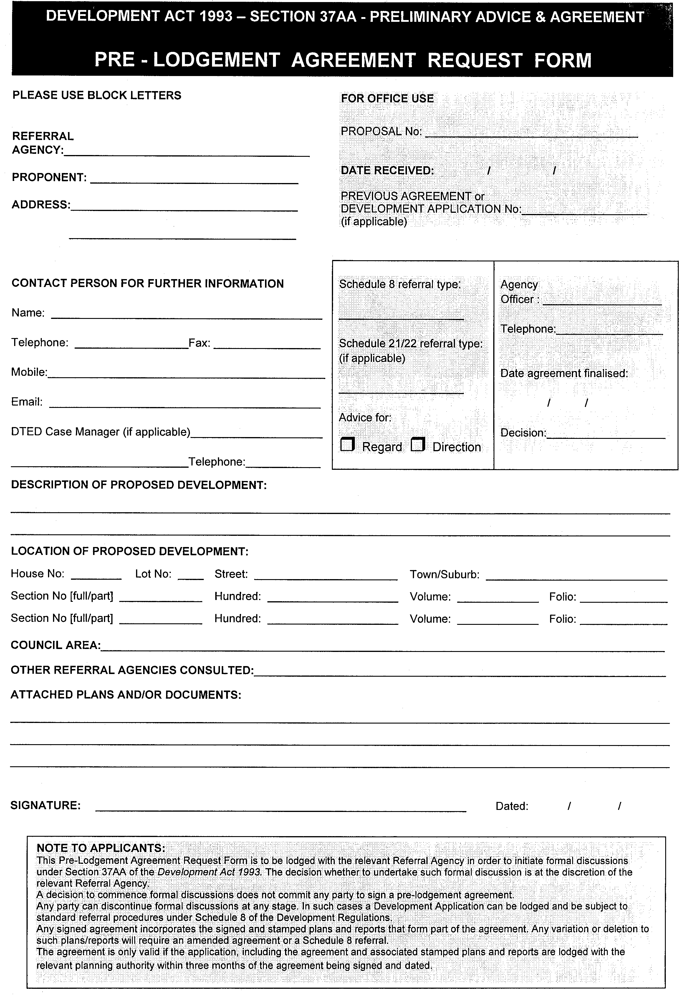 DEVELOPMENT ACT 1993 – SECTION 37AA - PRELIMINARY ADVICE & AGREEMENT
PRE - LODGEMENT AGREEMENT REQUEST FORM
PLEASE USE BLOCK LETTERS
REFERRAL
AGENCY:
PROPONENT:
ADDRESS:
FOR OFFICE USE
PROPOSAL No:
DATE RECEIVED: / /
PREVIOUS AGREEMENT or
DEVELOPMENT APPLICATION No:
(if applicable)
CONTACT PERSON FOR FURTHER INFORMATION
Name:
Telephone: Fax:
Mobile:
Email:
DTED Case Manager (if applicable)
Telephone:
Schedule 8 referral type:
Schedule 21/22 referral type:
(if applicable)
Advice for:
Regard Direction
Agency
Officer :
Telephone:
Date agreement finalised:
/ /
Decision:
DESCRIPTION OF PROPOSED DEVELOPMENT:
LOCATION OF PROPOSED DEVELOPMENT:
House No: Lot No: Street: Town/Suburb:
Section No [full/part] Hundred: Volume: Folio:
Section No [full/part] Hundred: Volume: Folio:
COUNCIL AREA:
OTHER REFERRAL AGENCIES CONSULTED:
ATTACHED PLANS AND/OR DOCUMENTS:
SIGNATURE: Dated: / /
NOTE TO APPLICANTS:
This Pre-Lodgement Agreement Request Form is to be lodged with the relevant Referral Agency in order to initiate formal discussions
under Section 37AA of the Development Act 1993. The decision whether to undertake such formal discussion is at the discretion of the
relevant Referral Agency.
A decision to commence formal discussions does not commit any party to sign a pre-lodgement agreement.
Any party can discontinue formal discussions at any stage. In such cases a Development Application can be lodged and be subject to
standard referral procedures under Schedule 8 of the Development Regulations.
Any signed agreement incorporates the signed and stamped plans and reports that form part of the agreement. Any variation or deletion to
such plans/reports will require an amended agreement or a Schedule 8 referral.
The agreement is only valid if the application, including the agreement and associated stamped plans and reports are lodged with the
relevant planning authority within three months of the agreement being signed and dated.